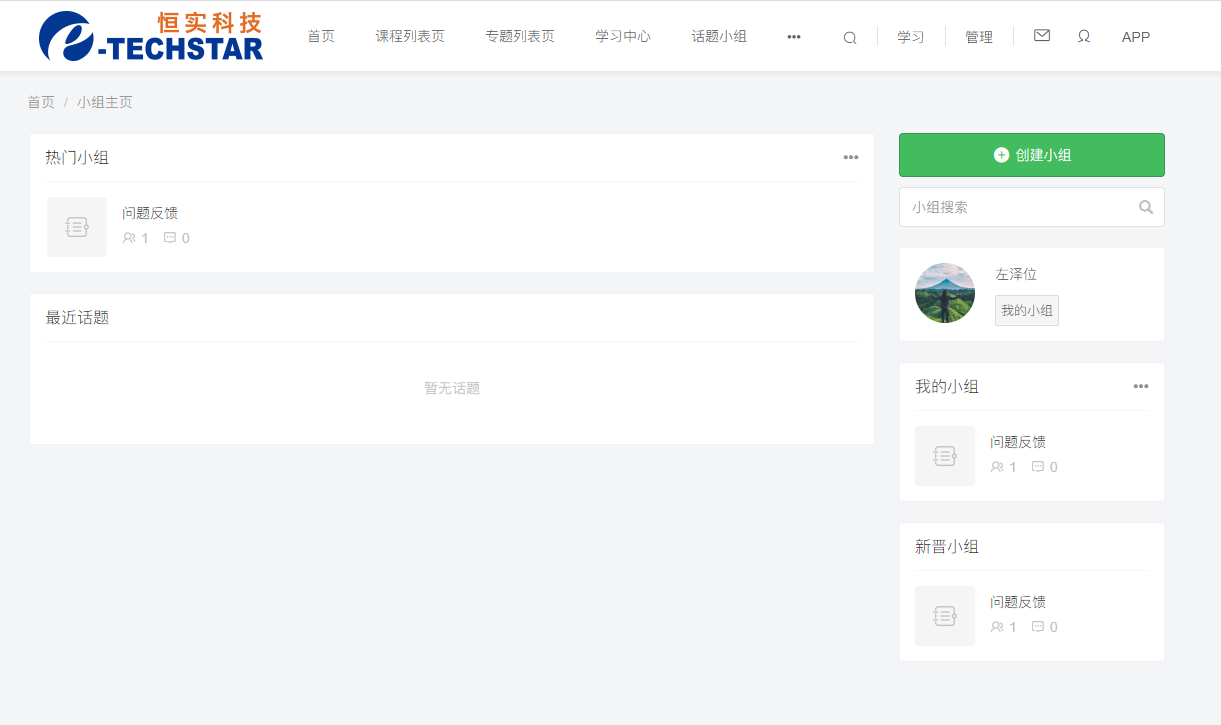 恒实科技
e-TECHSTAR
首页 课程列表页 专题列表页 学习中心 话题小组 ••• 学习 管理 APP
首页 / 小组主页
热门小组 •••
问题反馈
1 0
最近话题
暂无话题
创建小组
小组搜索
左泽位
我的小组
我的小组 •••
问题反馈
1 0
新晋小组
问题反馈
1 0